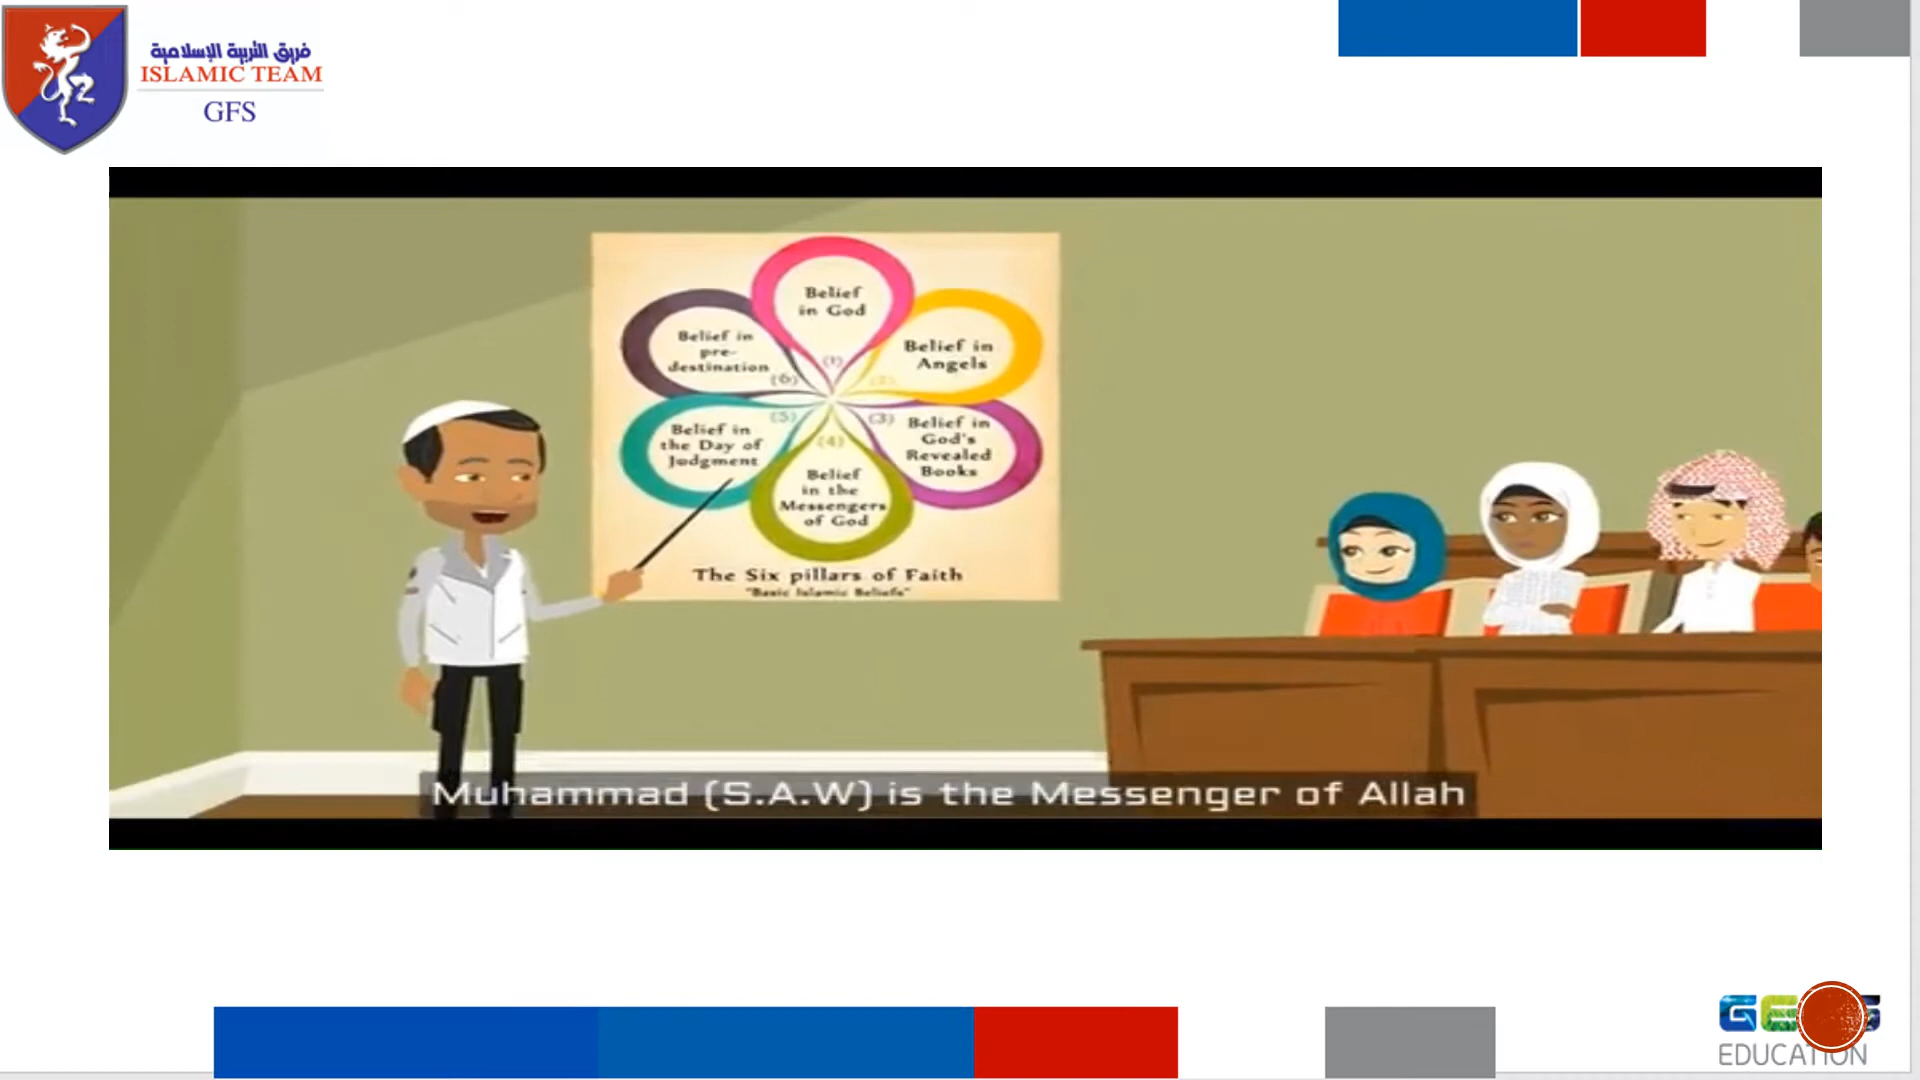 فريق التربية الإسلامية
ISLAMIC TEAM
GFS
Belief
in God
(1)
Belief in
Angels
(2)
Belief in
God's
Revealed
Books
(3)
Belief
in the
Messengers
of God
(4)
Belief in
the Day of
Judgment
(5)
Belief in
pre-
destination
(6)
The Six pillars of Faith
"Basic Islamic Beliefs"
Muhammad (S.A.W) is the Messenger of Allah
EDUCATION